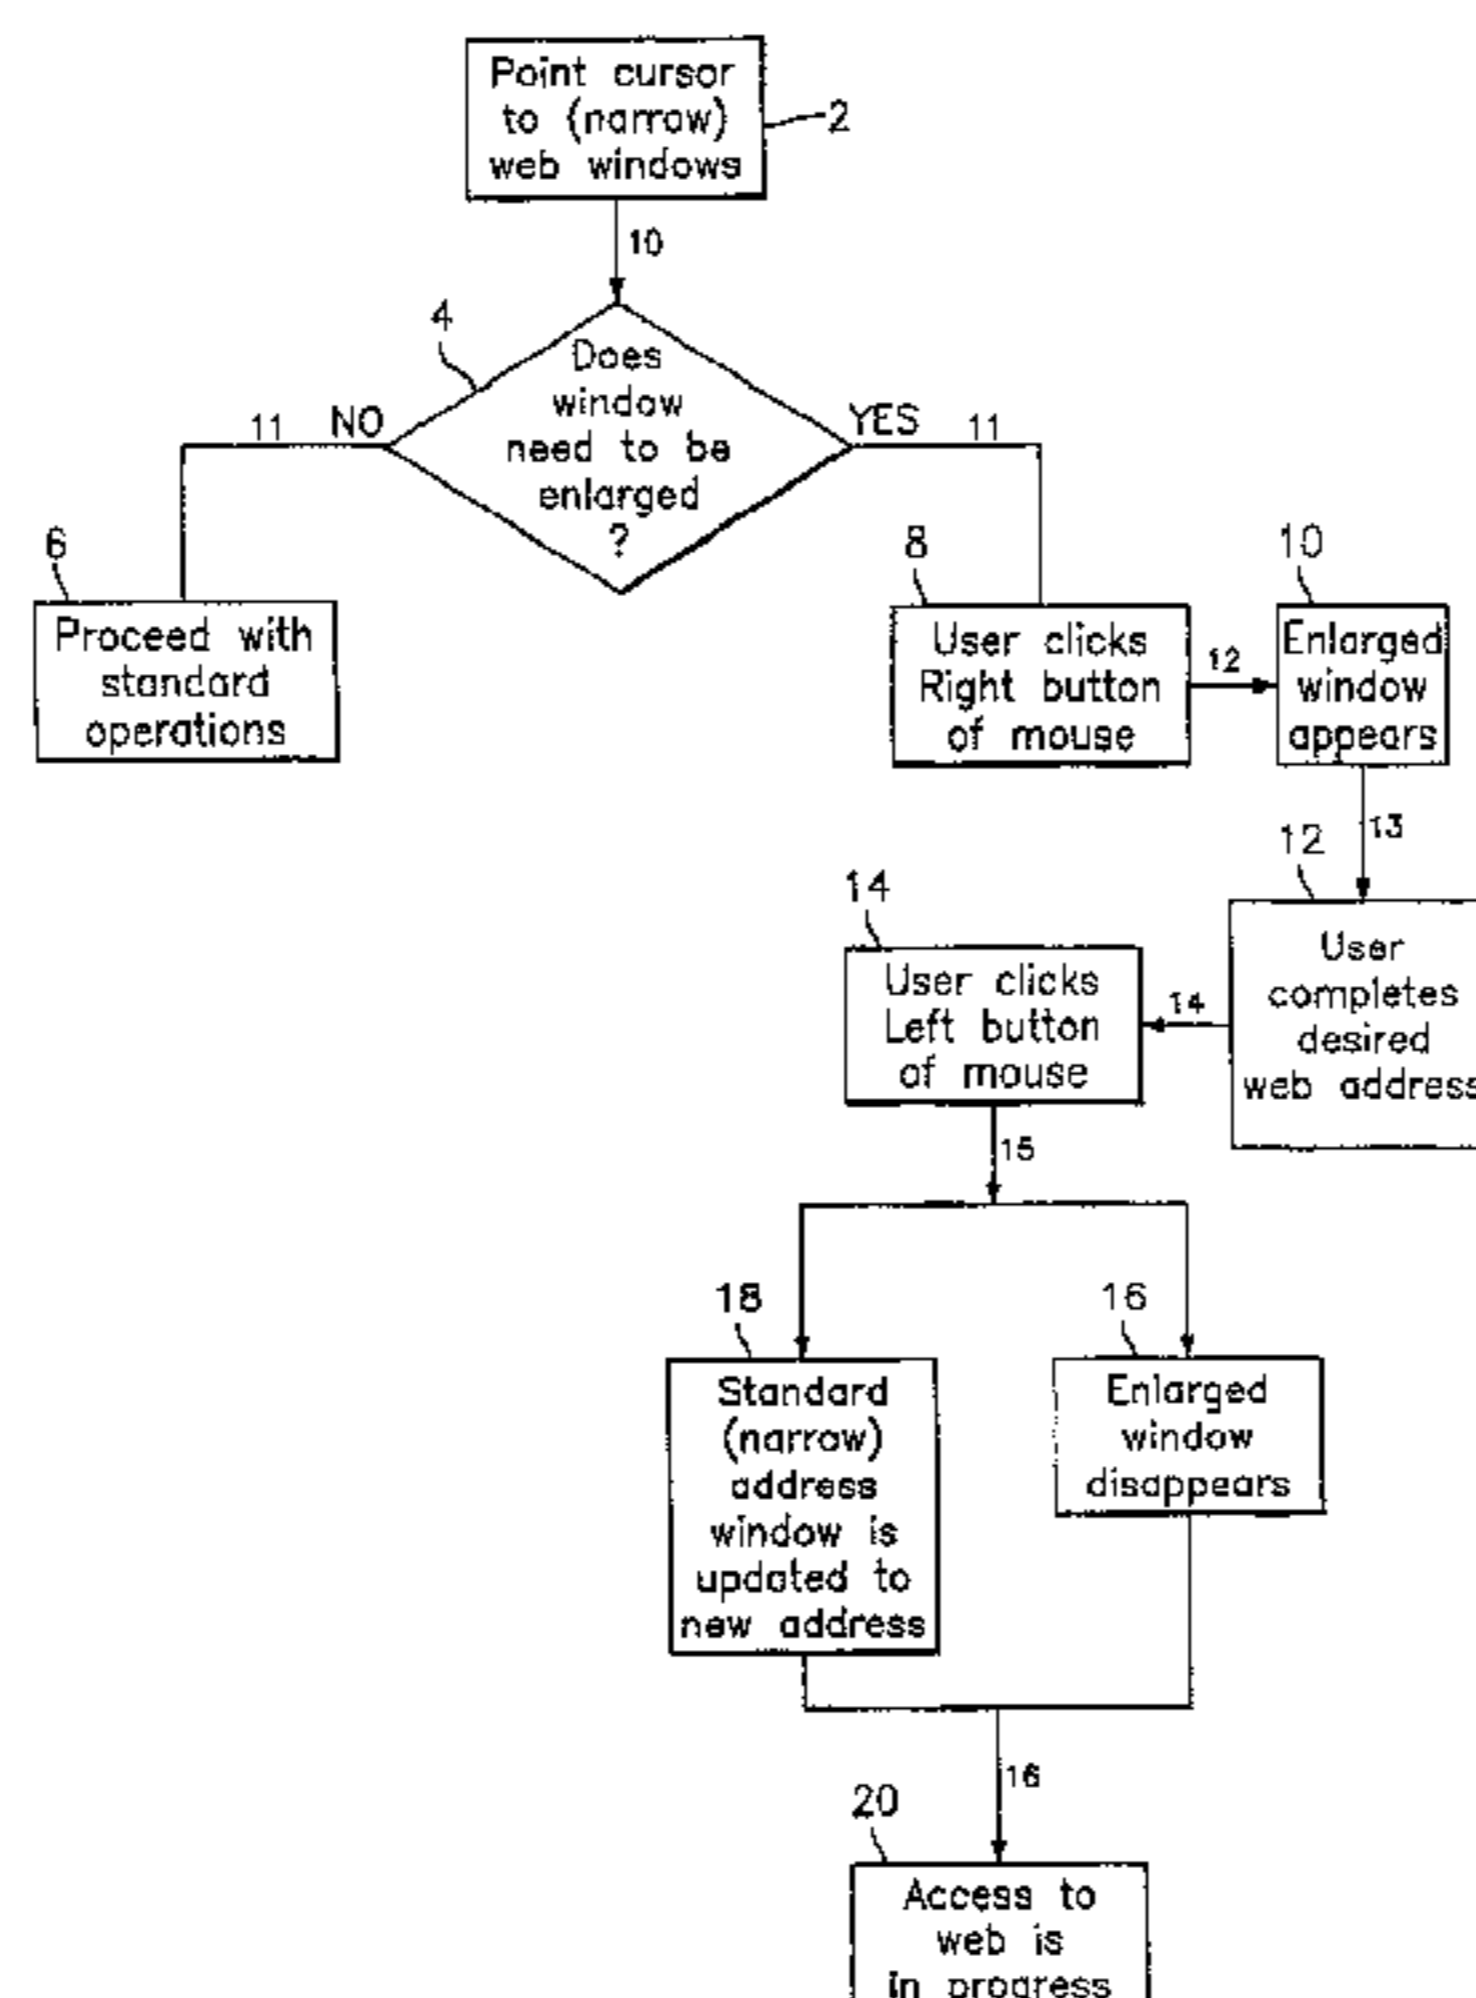 Point cursor
to (narrow)
web windows
2
10
4
Does
window
need to be
enlarged
?
NO
11
YES
11
6
Proceed with
standard
operations
8
User clicks
Right button
of mouse
12
10
Enlarged
window
appears
13
12
User
completes
desired
web address
14
14
User clicks
Left button
of mouse
15
18
Standard
(narrow)
address
window is
updated to
new address
16
Enlarged
window
disappears
16
20
Access to
web is
in progress